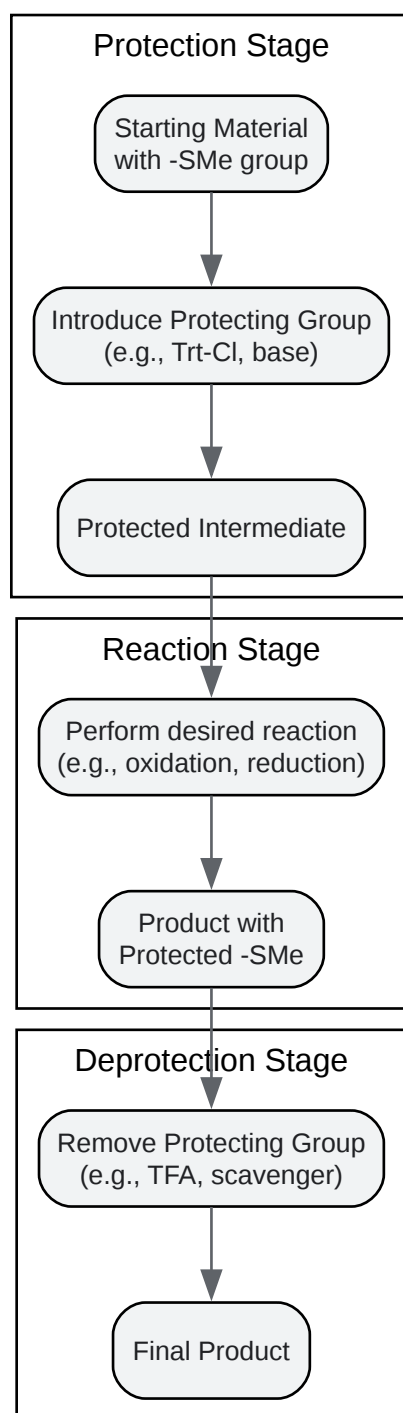 Protection Stage
Starting Material
with -SMe group
Introduce Protecting Group
(e.g., Trt-Cl, base)
Protected Intermediate
Reaction Stage
Perform desired reaction
(e.g., oxidation, reduction)
Product with
Protected -SMe
Deprotection Stage
Remove Protecting Group
(e.g., TFA, scavenger)
Final Product